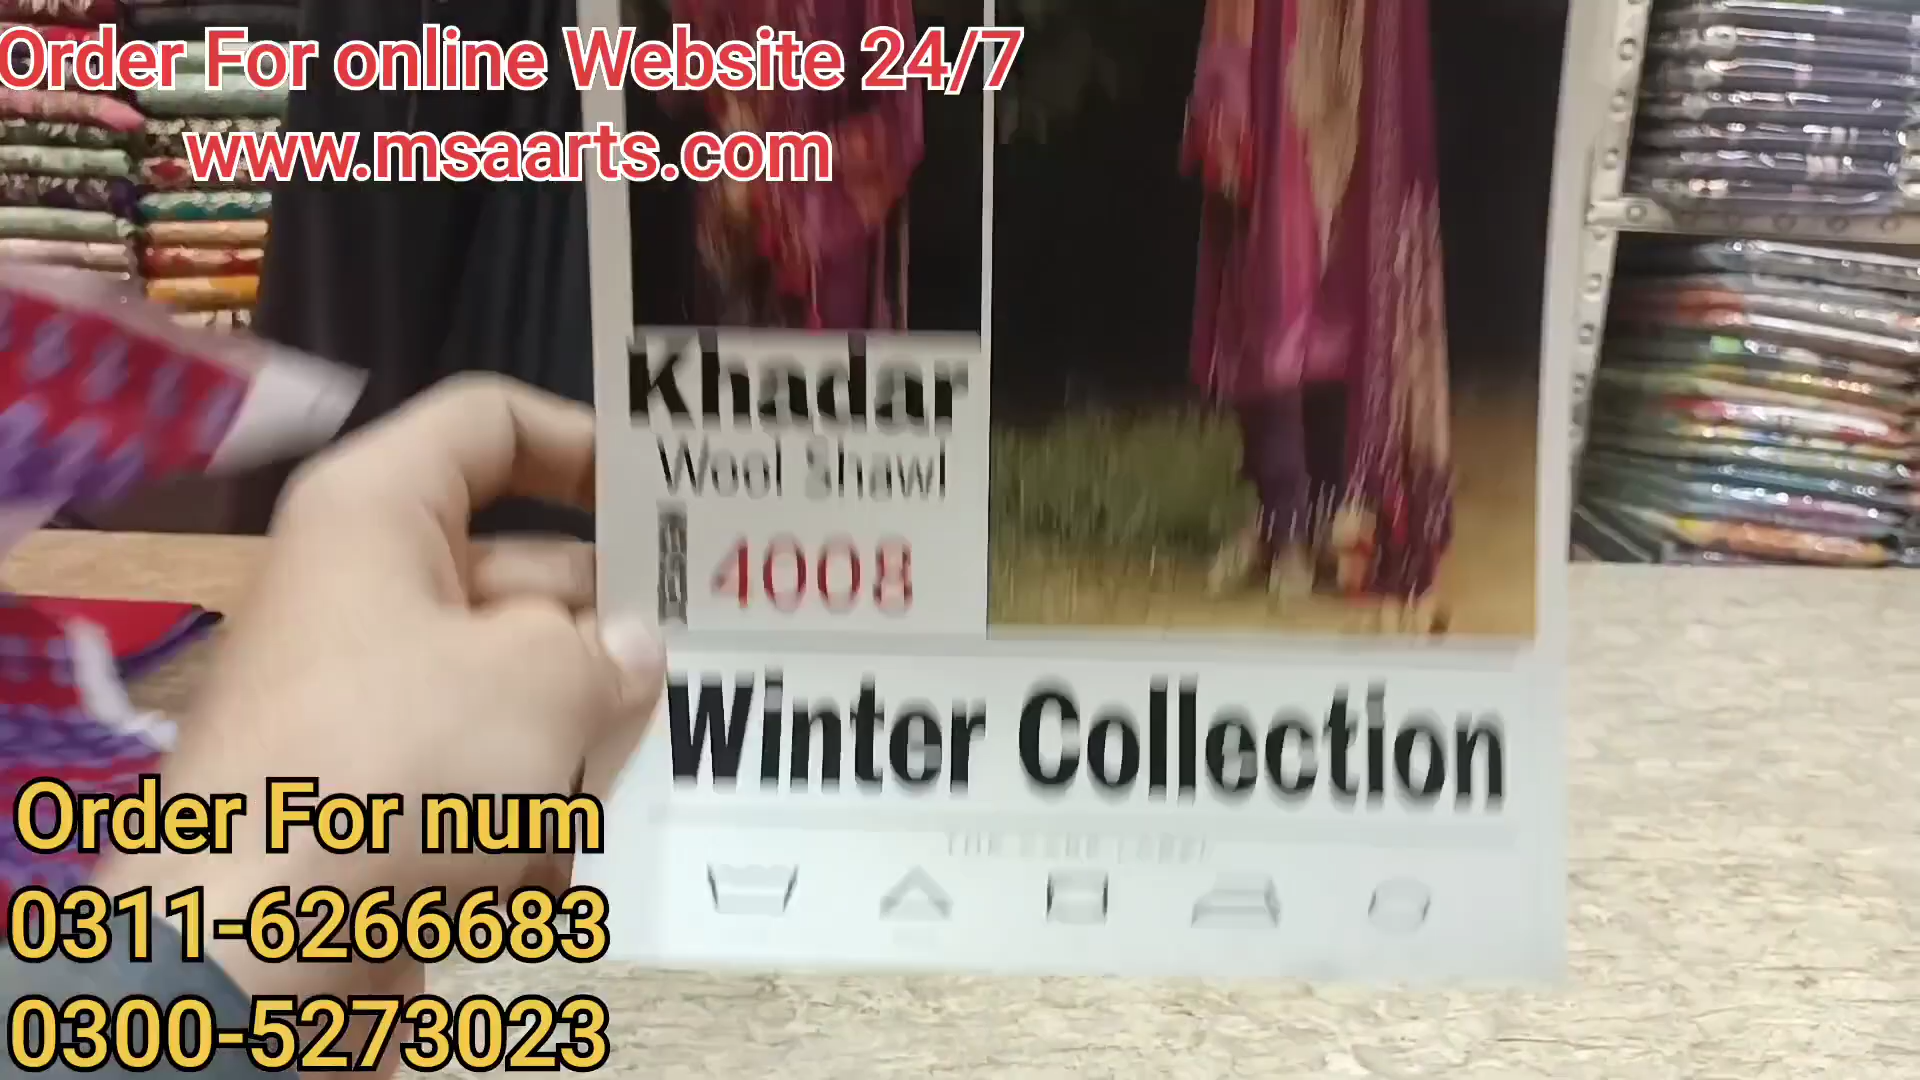 Order For online Website 24/7
www.msaarts.com
Khadar
Wool Shawl
4008
Winter Collection
Order For num
0311-6266683
0300-5273023